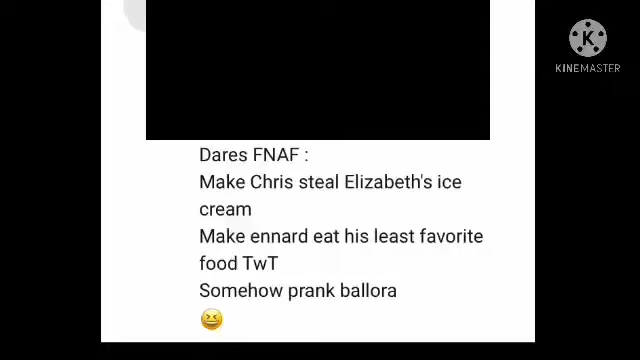 KINEMASTER
Dares FNAF :
Make Chris steal Elizabeth's ice
cream
Make ennard eat his least favorite
food TwT
Somehow prank ballora
😆